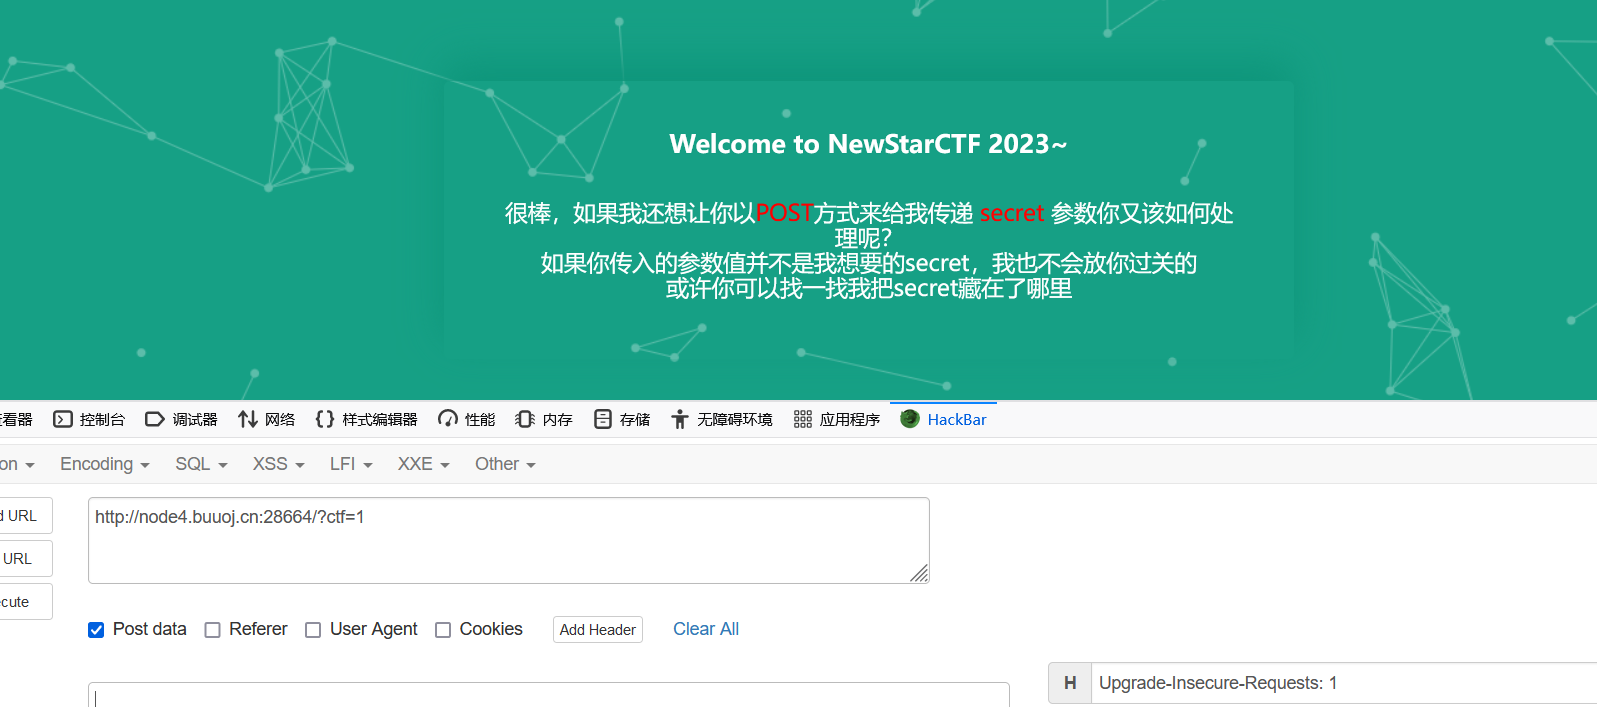 Welcome to NewStarCTF 2023~
很棒，如果我还想让你以POST方式来给我传递 secret 参数你又该如何处
理呢？
如果你传入的参数值并不是我想要的secret，我也不会放你过关的
或许你可以找一找我把secret藏在了哪里
看器 控制台 调试器 网络 样式编辑器 性能 内存 存储 无障碍环境 应用程序 HackBar
on Encoding SQL XSS LFI XXE Other
d URL
http://node4.buuoj.cn:28664/?ctf=1
URL
cute
Post data Referer User Agent Cookies Add Header Clear All
H Upgrade-Insecure-Requests: 1